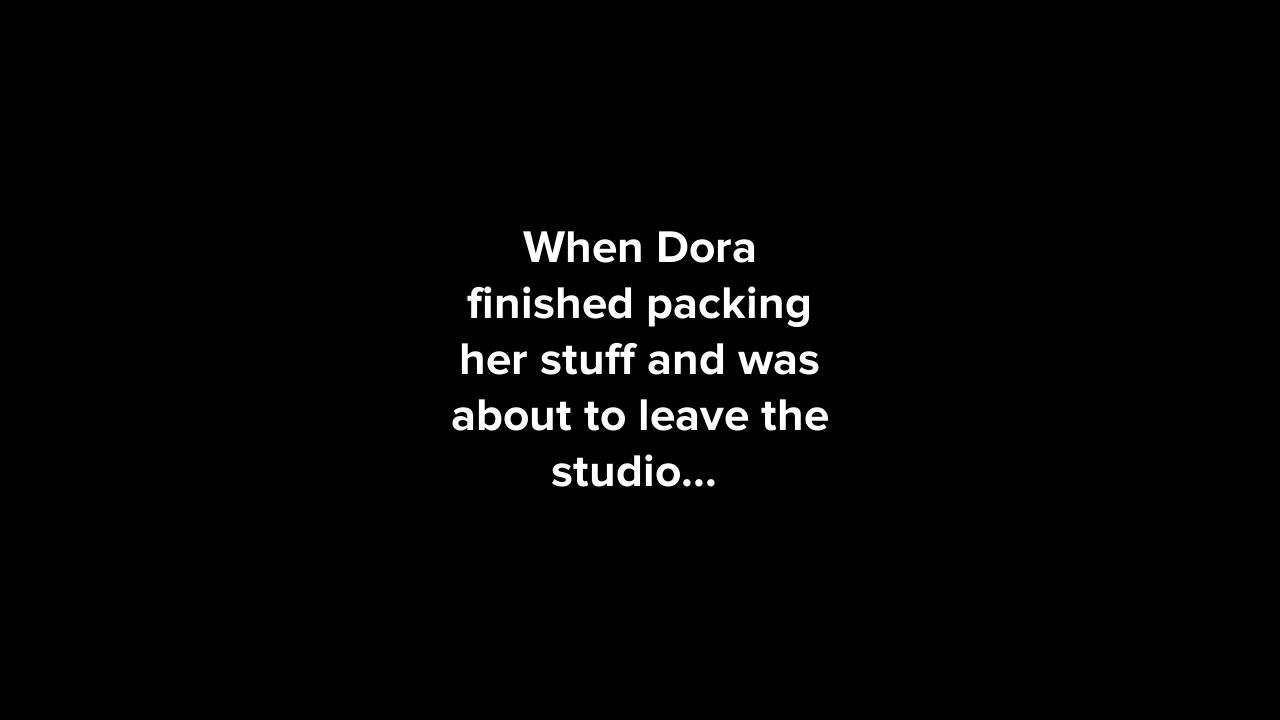 When Dora
finished packing
her stuff and was
about to leave the
studio...